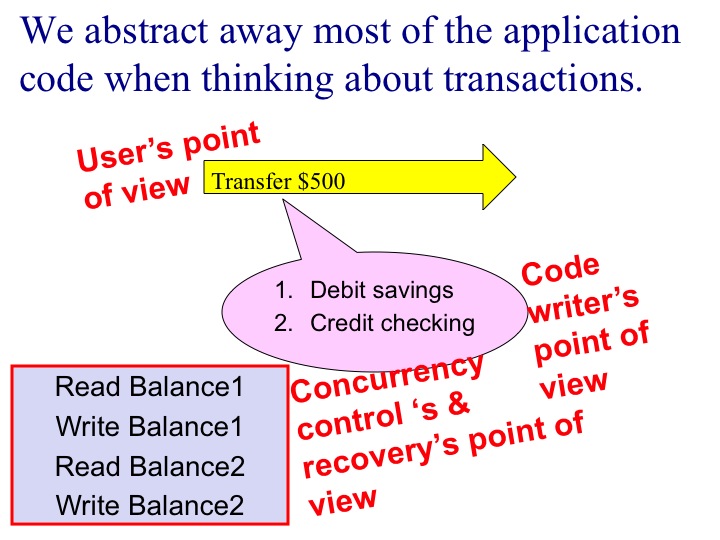 We abstract away most of the application
code when thinking about transactions.
User’s point
of view
Transfer $500
1. Debit savings
2. Credit checking
Code
writer’s
point of
view
Read Balance1
Write Balance1
Read Balance2
Write Balance2
Concurrency
control ‘s &
recovery’s point of
view